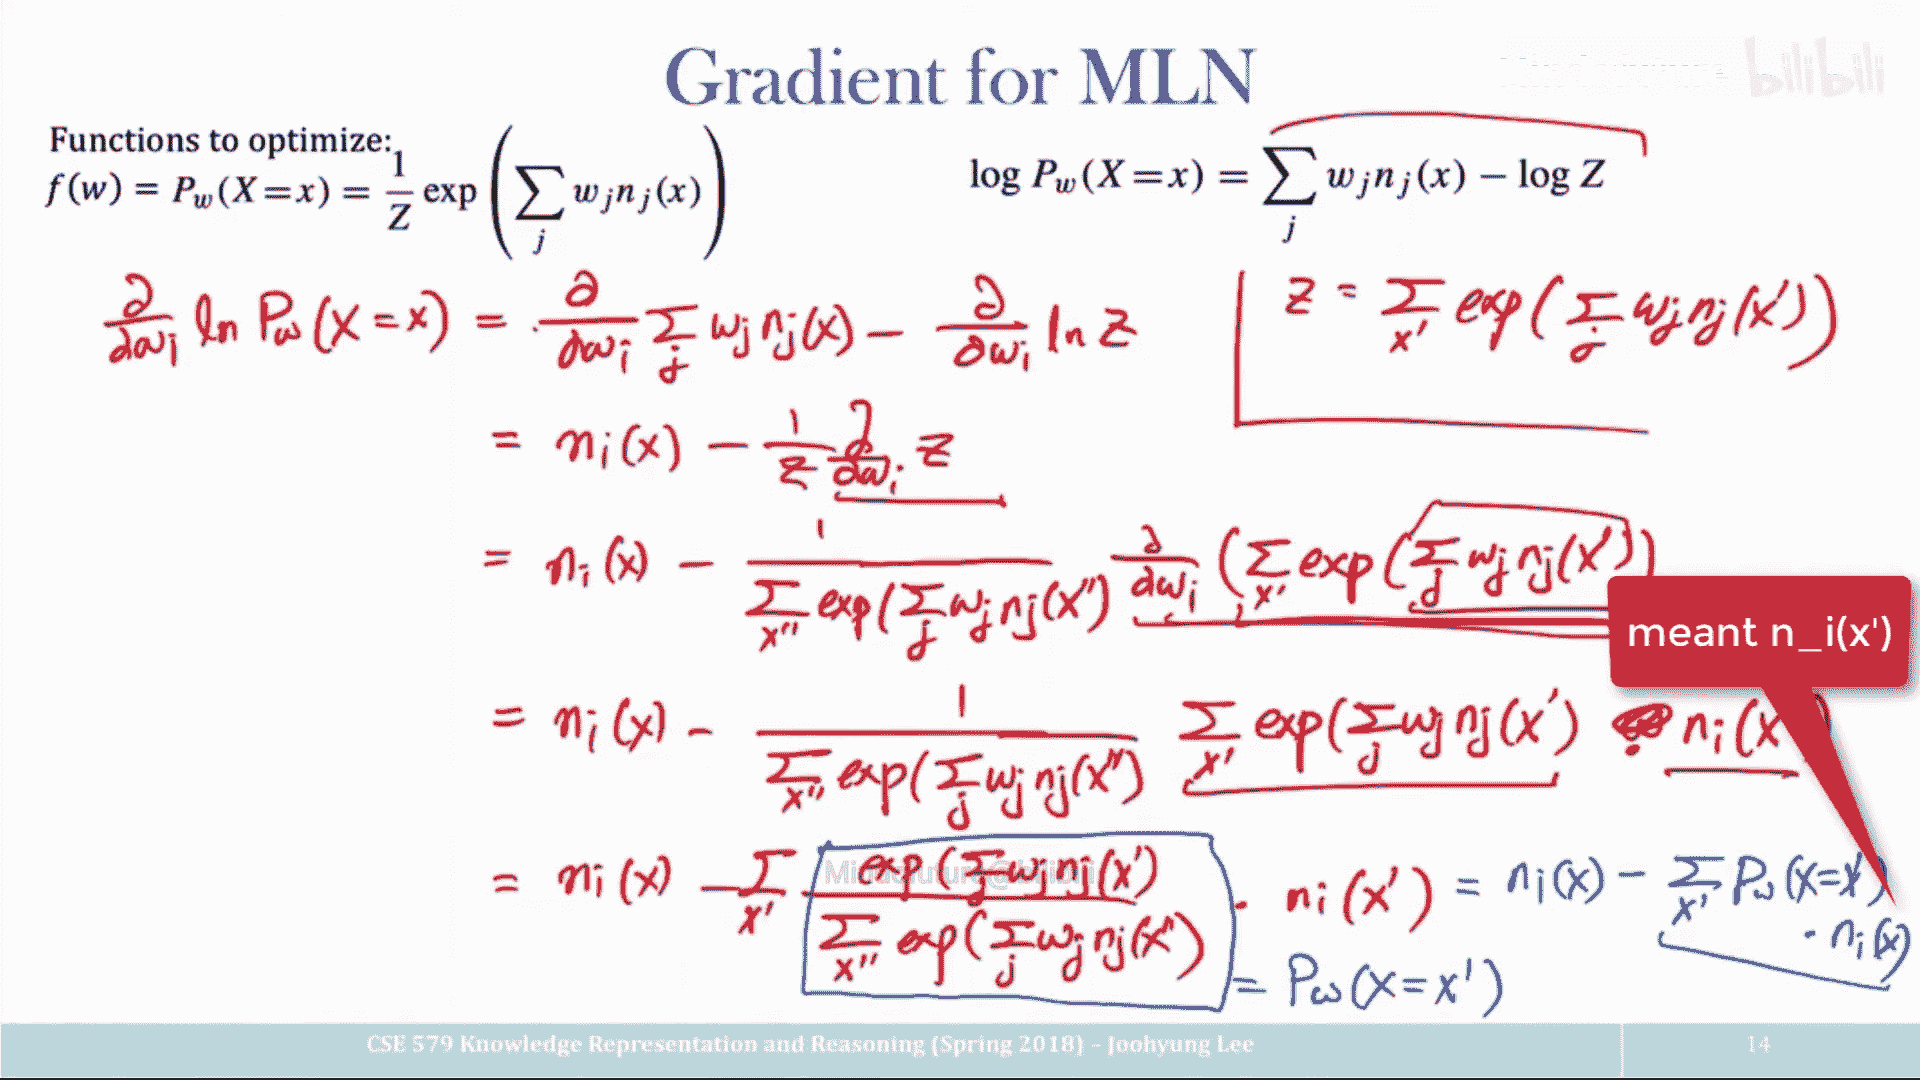 Gradient for MLN
bilibili
Functions to optimize:
f(w) = P_w(X=x) = 1/Z exp(∑_j w_j n_j(x))
log P_w(X=x) = ∑_j w_j n_j(x) − log Z
∂/∂w_i ln P_w(X=x) = ∂/∂w_i ∑_j w_j n_j(x) − ∂/∂w_i ln Z
Z = ∑_x' exp(∑_j w_j n_j(x'))
= n_i(x) − 1/Z ∂/∂w_i Z
= n_i(x) − 1/∑_x'' exp(∑_j w_j n_j(x'') ∂/∂w_i (∑_x' exp(∑_j w_j n_j(x'))
meant n_i(x')
= n_i(x) − 1/∑_x'' exp(∑_j w_j n_j(x'') ∑_x' exp(∑_j w_j n_j(x') n_i(x
= n_i(x) − ∑_x' exp(∑_j w_j n_j(x')/∑_x'' exp(∑_j w_j n_j(x'') · n_i(x') = n_i(x) − ∑_x' P_w(X=x') · n_i(x)
= P_w(X=x')
CSE 579 Knowledge Representation and Reasoning (Spring 2018) – Joohyung Lee
14